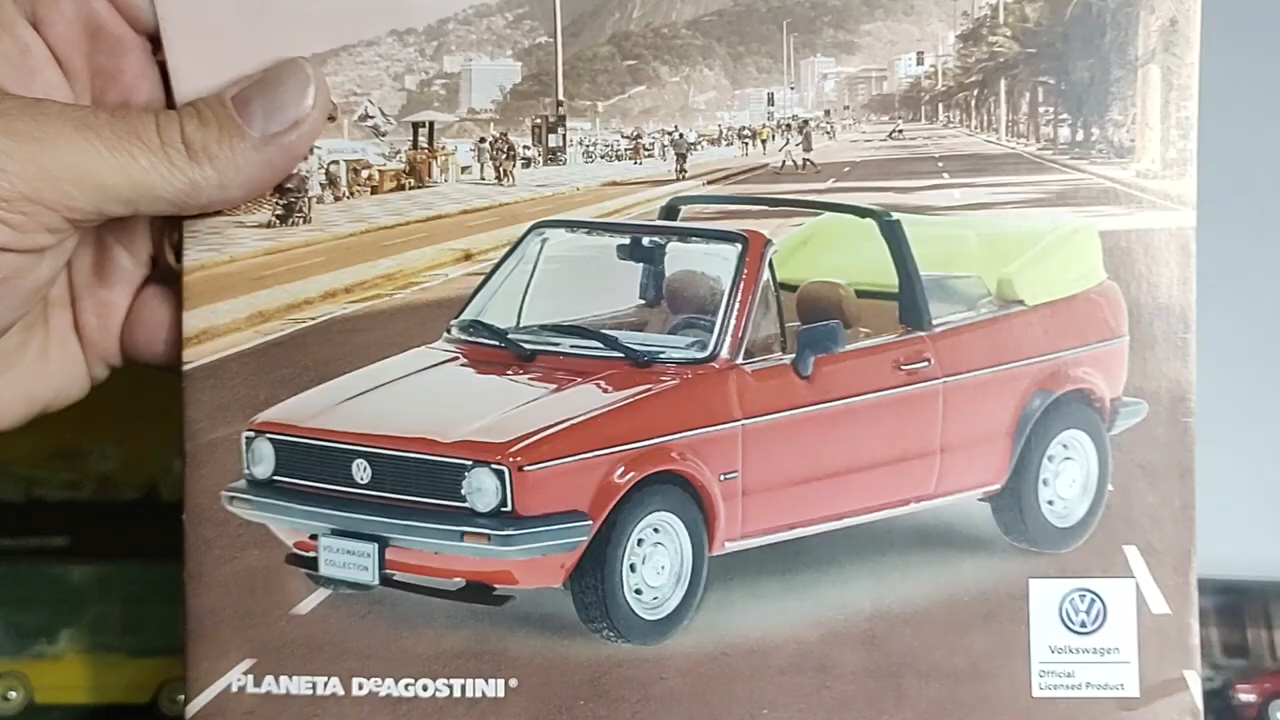 VOLKSWAGEN
COLLECTION
PLANETA DeAGOSTINI®
Volkswagen
Official
Licensed Product